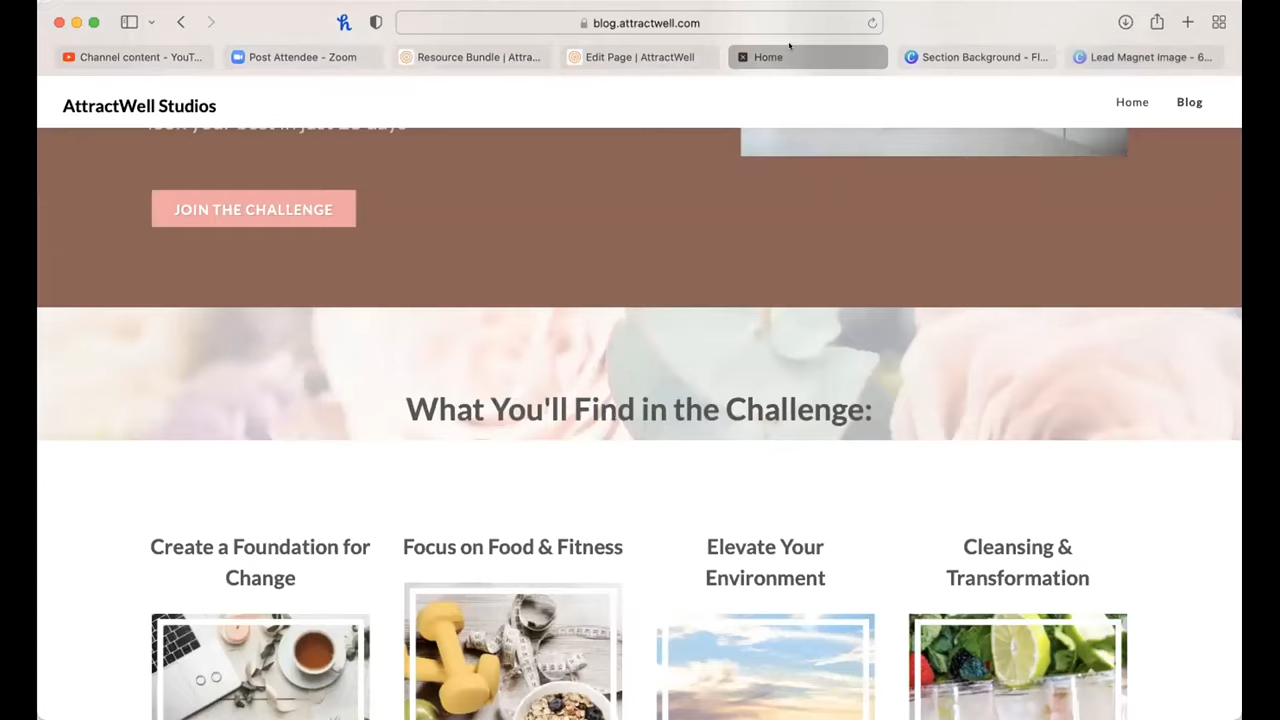 blog.attractwell.com
Channel content - YouT...
Post Attendee - Zoom
Resource Bundle | Attra...
Edit Page | AttractWell
Home
Section Background - Fl...
Lead Magnet Image - 6...
AttractWell Studios
Home
Blog
JOIN THE CHALLENGE
What You'll Find in the Challenge:
Create a Foundation for
Change
Focus on Food & Fitness
Elevate Your
Environment
Cleansing &
Transformation